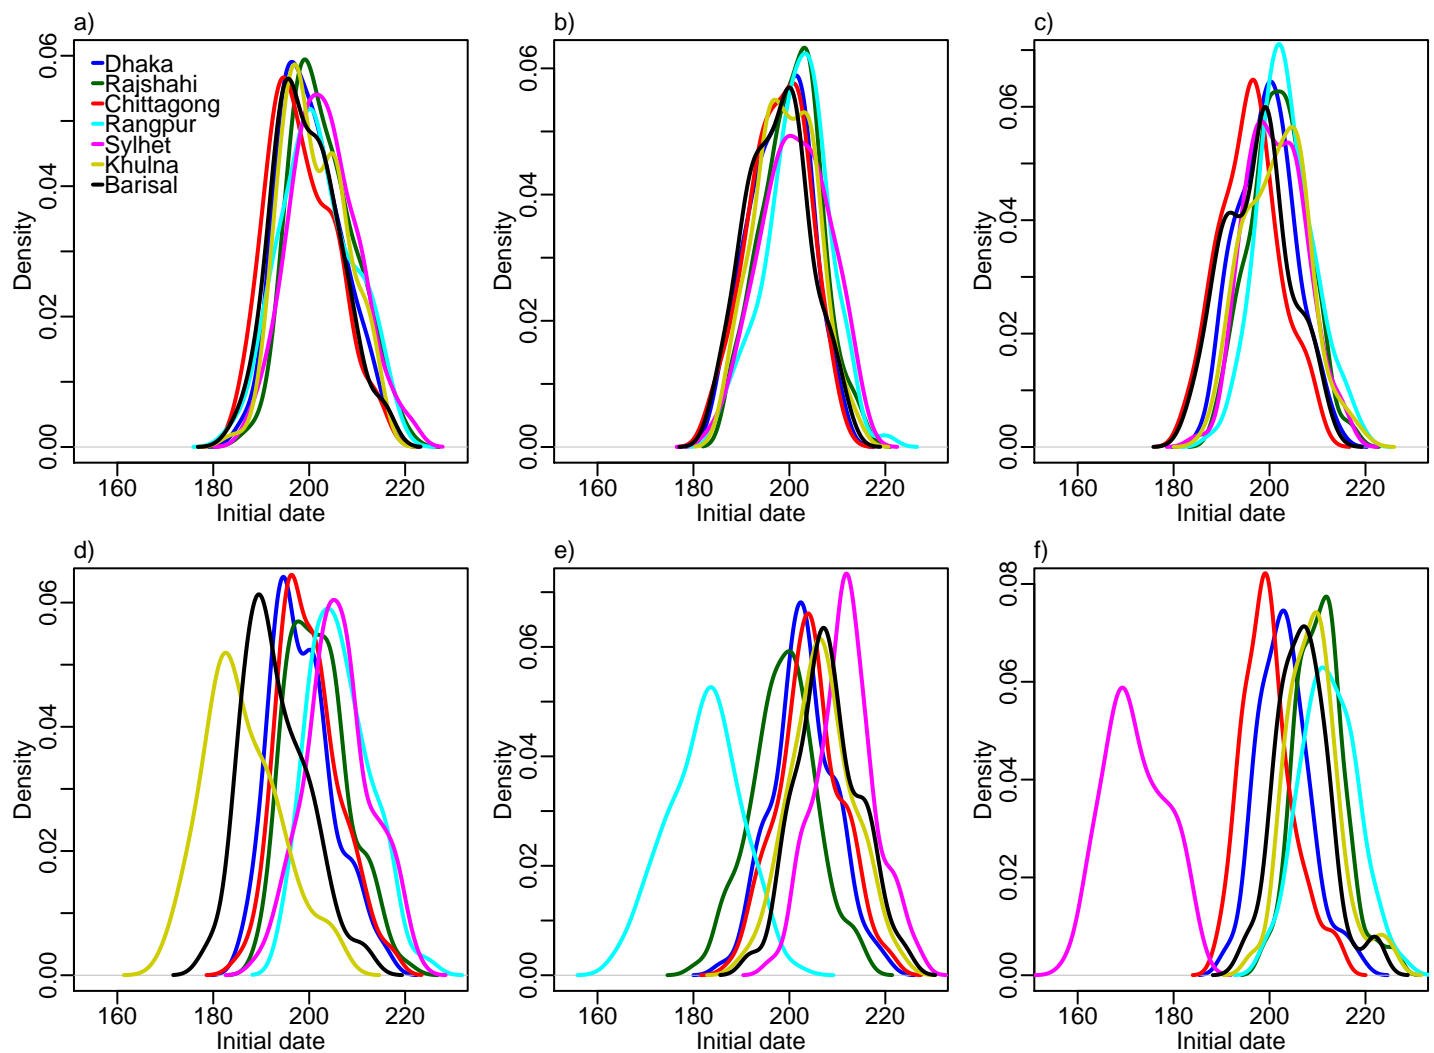 a)
Dhaka
Rajshahi
Chittagong
Rangpur
Sylhet
Khulna
Barisal
Density
0.00 0.02 0.04 0.06
160 180 200 220
Initial date
b)
Density
0.00 0.02 0.04 0.06
160 180 200 220
Initial date
c)
Density
0.00 0.02 0.04 0.06
160 180 200 220
Initial date
d)
Density
0.00 0.02 0.04 0.06
160 180 200 220
Initial date
e)
Density
0.00 0.02 0.04 0.06
160 180 200 220
Initial date
f)
Density
0.00 0.02 0.04 0.06 0.08
160 180 200 220
Initial date